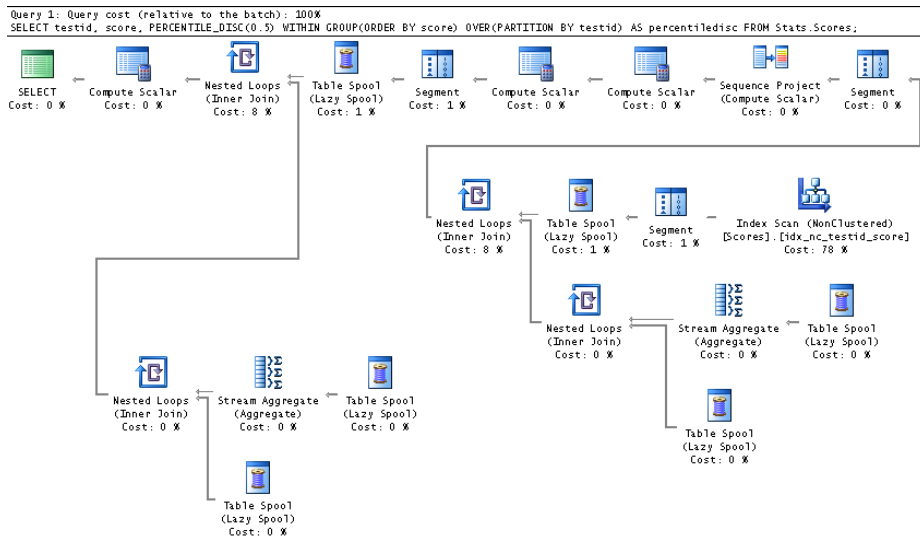 Query 1: Query cost (relative to the batch): 100%
SELECT testid, score, PERCENTILE_DISC(0.5) WITHIN GROUP(ORDER BY score) OVER(PARTITION BY testid) AS percentiledisc FROM Stats.Scores;
SELECT
Cost: 0 %
Compute Scalar
Cost: 0 %
Nested Loops
(Inner Join)
Cost: 8 %
Table Spool
(Lazy Spool)
Cost: 1 %
Segment
Cost: 1 %
Compute Scalar
Cost: 0 %
Compute Scalar
Cost: 0 %
Sequence Project
(Compute Scalar)
Cost: 0 %
Segment
Cost: 0 %
Nested Loops
(Inner Join)
Cost: 8 %
Table Spool
(Lazy Spool)
Cost: 1 %
Segment
Cost: 1 %
Index Scan (NonClustered)
[Scores].[idx_nc_testid_score]
Cost: 78 %
Nested Loops
(Inner Join)
Cost: 0 %
Stream Aggregate
(Aggregate)
Cost: 0 %
Table Spool
(Lazy Spool)
Cost: 0 %
Table Spool
(Lazy Spool)
Cost: 0 %
Nested Loops
(Inner Join)
Cost: 0 %
Stream Aggregate
(Aggregate)
Cost: 0 %
Table Spool
(Lazy Spool)
Cost: 0 %
Table Spool
(Lazy Spool)
Cost: 0 %